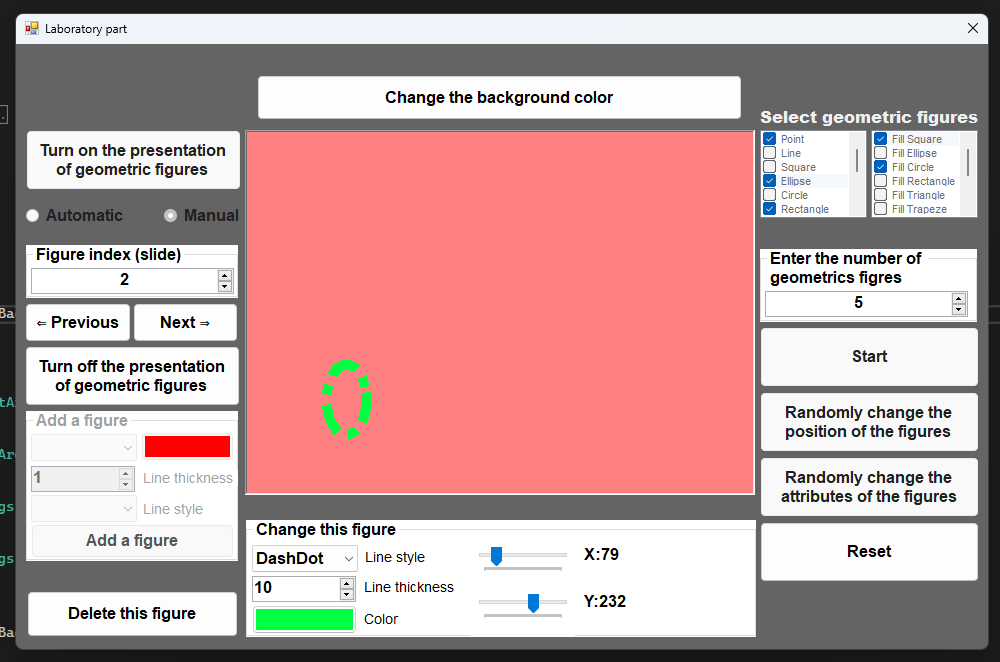 Laboratory part
Change the background color
Select geometric figures
Turn on the presentation
of geometric figures
Point
Line
Square
Ellipse
Circle
Rectangle
Fill Square
Fill Ellipse
Fill Circle
Fill Rectangle
Fill Triangle
Fill Trapeze
Automatic
Manual
Figure index (slide)
2
⇐ Previous
Next ⇒
Turn off the presentation
of geometric figures
Add a figure
1
Line thickness
Line style
Add a figure
Delete this figure
Enter the number of
geometrics figres
5
Start
Randomly change the
position of the figures
Randomly change the
attributes of the figures
Reset
Change this figure
DashDot
Line style
10
Line thickness
Color
X:79
Y:232